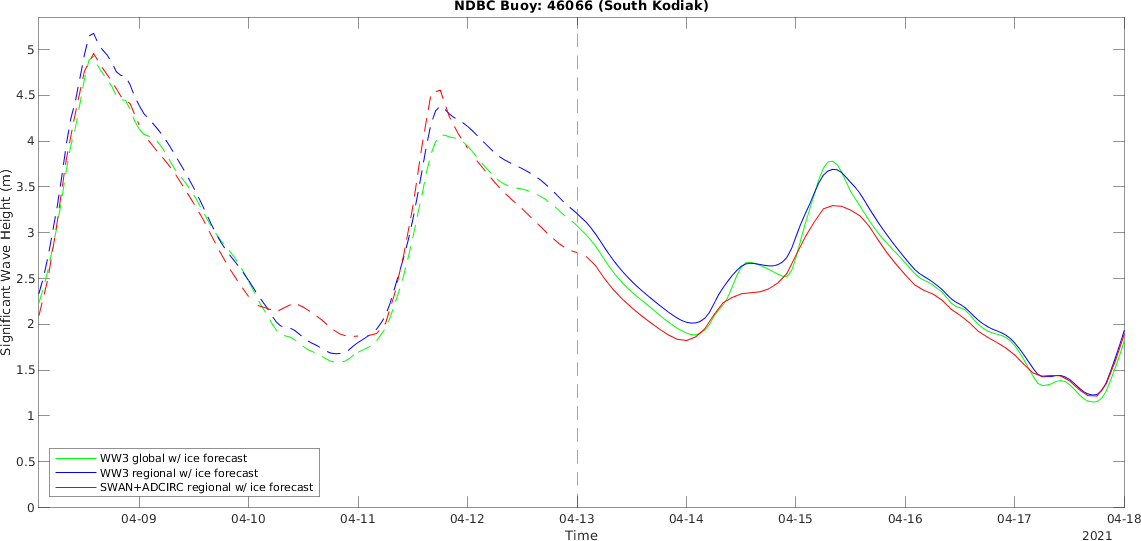 NDBC Buoy: 46066 (South Kodiak)
5
4.5
4
3.5
3
2.5
2
1.5
1
0.5
0
Significant Wave Height (m)
WW3 global w/ ice forecast
WW3 regional w/ ice forecast
SWAN+ADCIRC regional w/ ice forecast
04-09 04-10 04-11 04-12 04-13 04-14 04-15 04-16 04-17 04-18
Time
2021